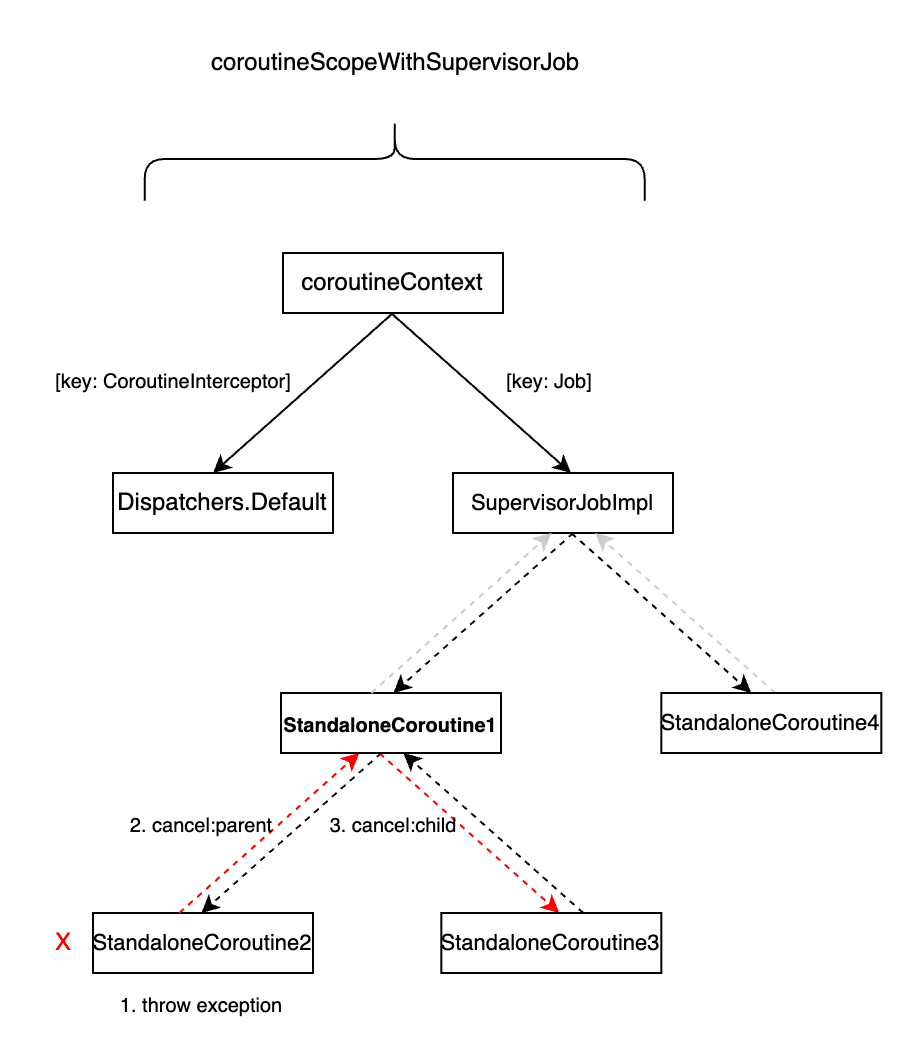 coroutineScopeWithSupervisorJob
coroutineContext
[key: CoroutineInterceptor]
[key: Job]
Dispatchers.Default
SupervisorJobImpl
StandaloneCoroutine1
StandaloneCoroutine4
2. cancel:parent
3. cancel:child
X
StandaloneCoroutine2
StandaloneCoroutine3
1. throw exception